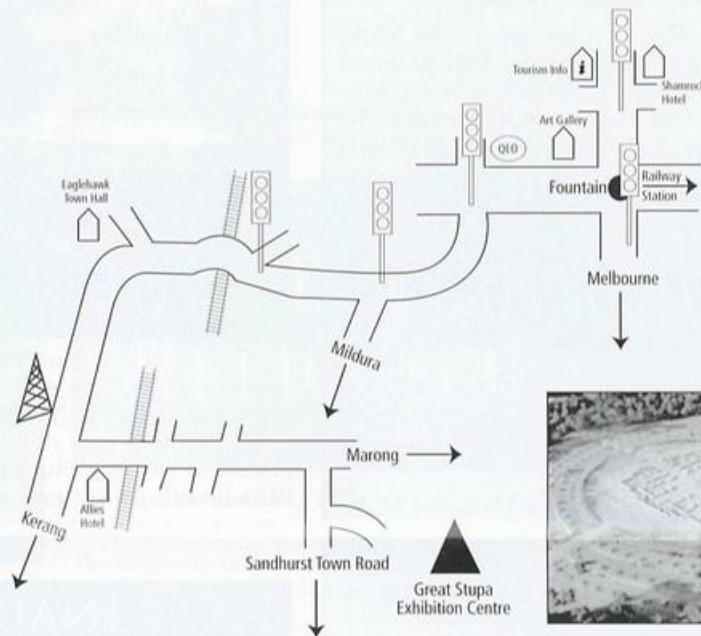 Tourism Info
i
Shamrock
Hotel
Art Gallery
QEO
Fountain
Railway
Station
Eaglehawk
Town Hall
Melbourne
Mildura
Marong
Allies
Hotel
Kerang
Sandhurst Town Road
Great Stupa
Exhibition Centre